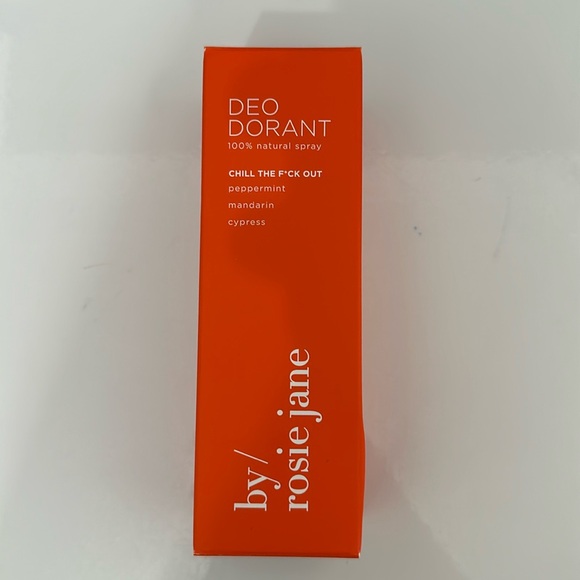 DEO
DORANT
100% natural spray
CHILL THE F*CK OUT
peppermint
mandarin
cypress
by/
rosie jane